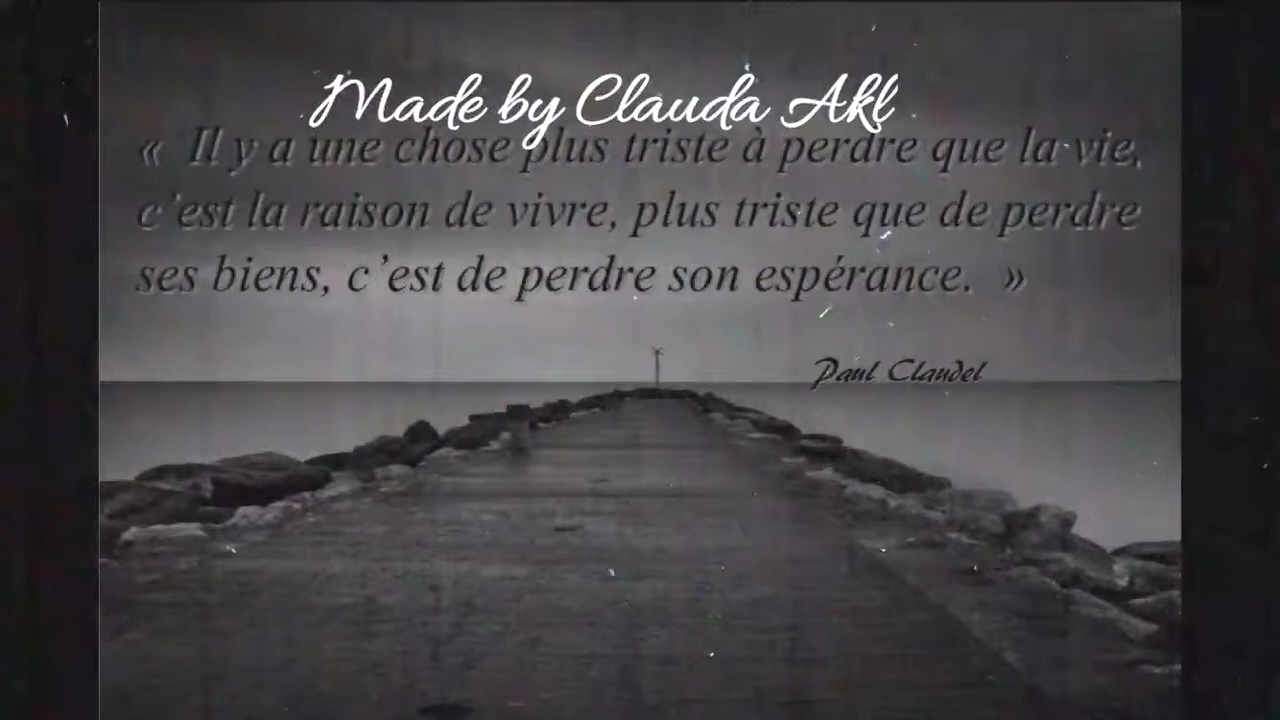 Made by Clauda Akl
« Il y a une chose plus triste à perdre que la vie,
c'est la raison de vivre, plus triste que de perdre
ses biens, c'est de perdre son espérance. »
Paul Claudel